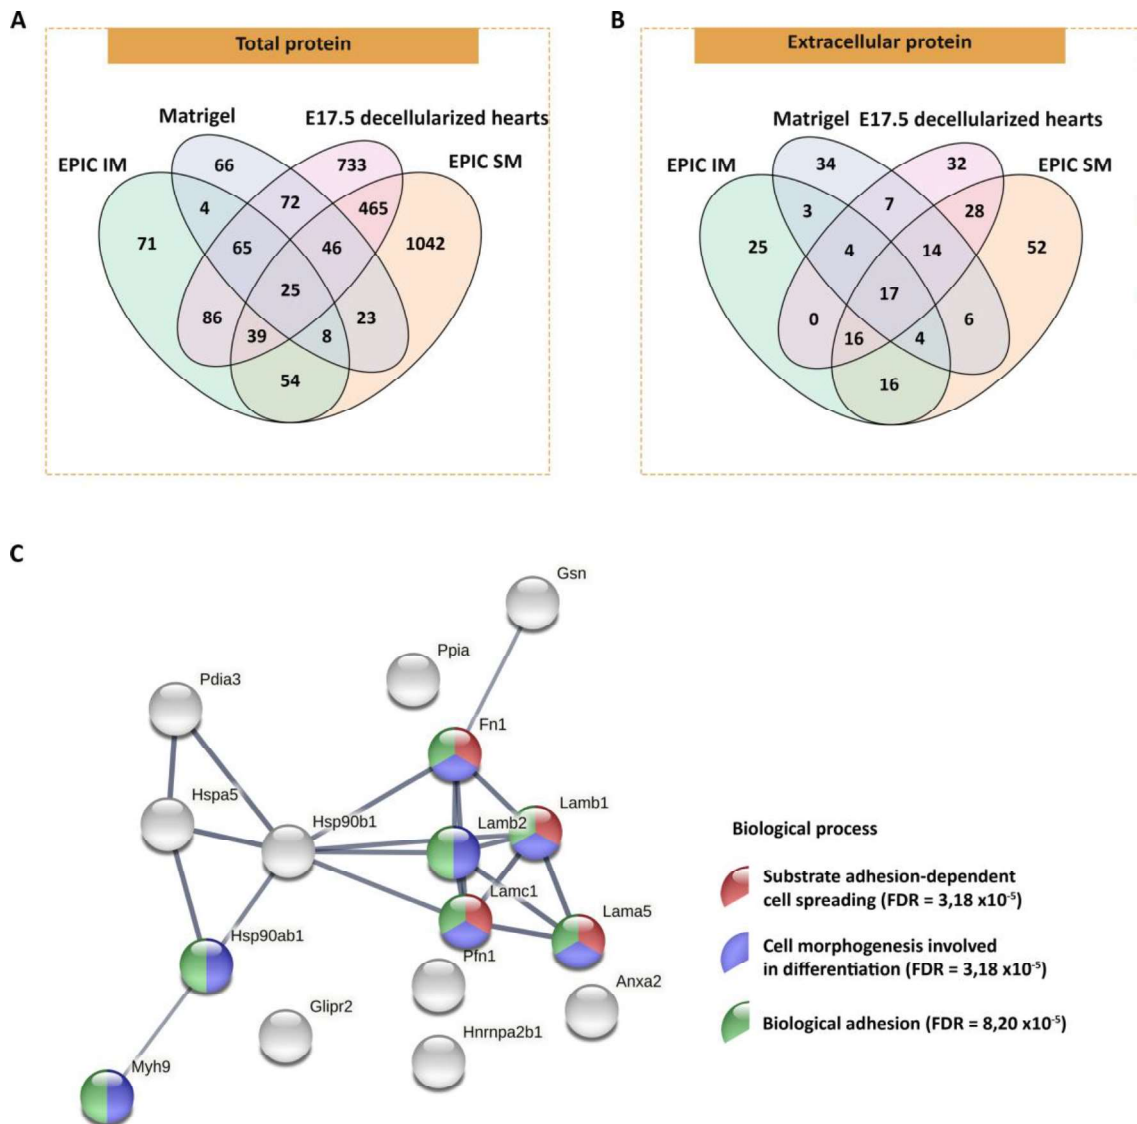 A
Total protein
Matrigel
E17.5 decellularized hearts
EPIC IM
EPIC SM
66
733
4
72
465
71
65
46
1042
25
86
39
8
23
54
B
Extracellular protein
Matrigel
E17.5 decellularized hearts
EPIC IM
EPIC SM
34
32
3
7
28
25
4
14
52
17
0
16
4
6
16
C
Gsn
Ppia
Pdia3
Fn1
Hspa5
Hsp90b1
Lamb2
Lamb1
Lamc1
Lama5
Hsp90ab1
Pfn1
Anxa2
Glipr2
Hnrnpa2b1
Myh9
Biological process
Substrate adhesion-dependent
cell spreading (FDR = 3,18 x10⁻⁵)
Cell morphogenesis involved
in differentiation (FDR = 3,18 x10⁻⁵)
Biological adhesion (FDR = 8,20 x10⁻⁵)